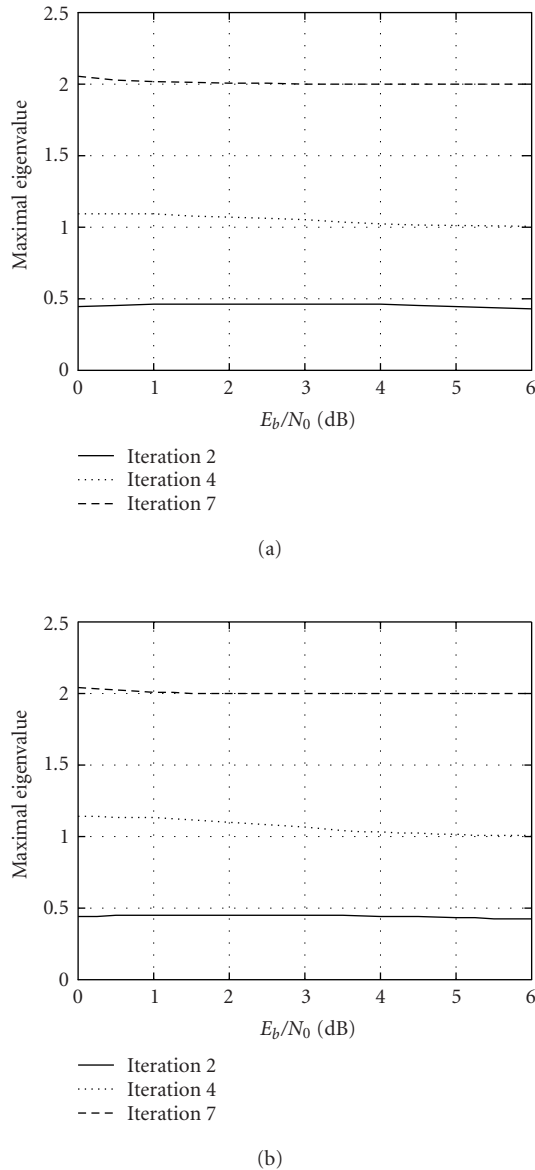 2.5
2
1.5
1
0.5
0
Maximal eigenvalue
0 1 2 3 4 5 6
E_b/N_0 (dB)
Iteration 2
Iteration 4
Iteration 7
(a)
2.5
2
1.5
1
0.5
0
Maximal eigenvalue
0 1 2 3 4 5 6
E_b/N_0 (dB)
Iteration 2
Iteration 4
Iteration 7
(b)